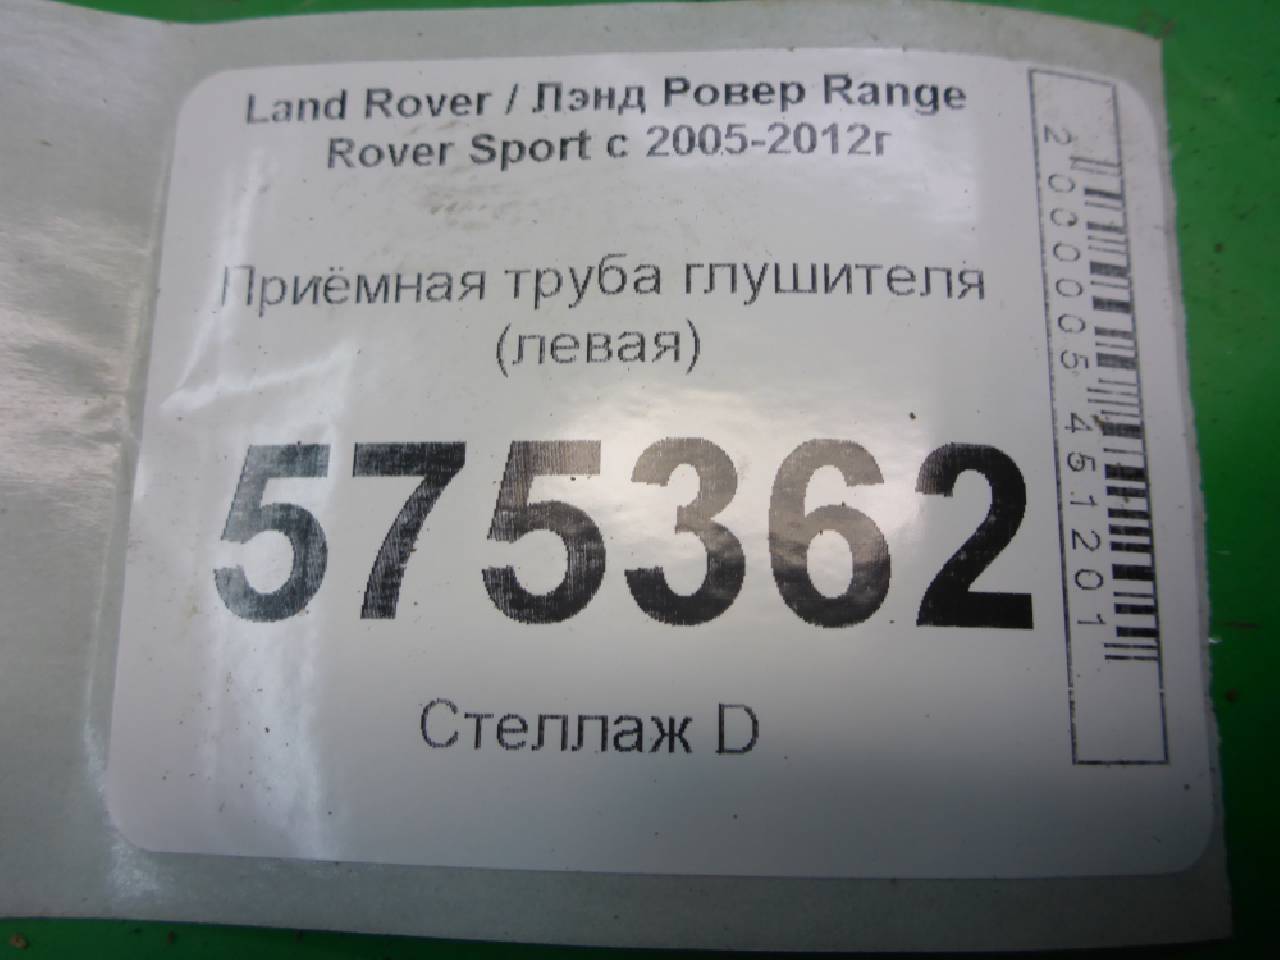 Land Rover / Лэнд Ровер Range
Rover Sport с 2005-2012г
Приёмная труба глушителя
(левая)
575362
Стеллаж D
2000005451201